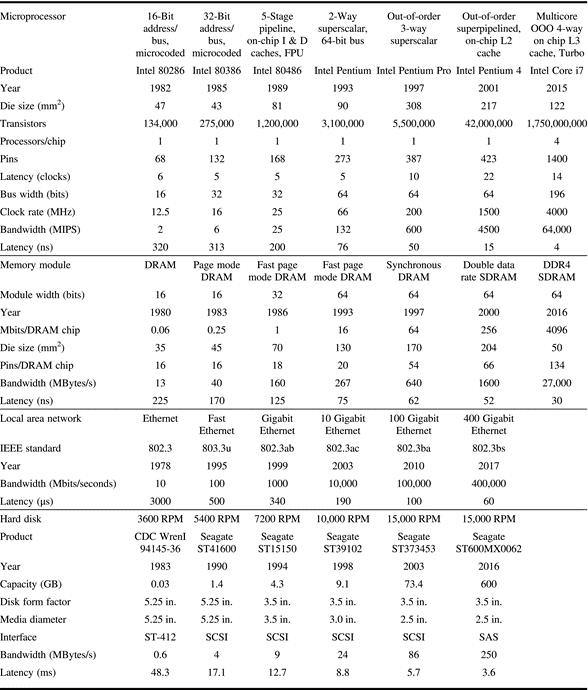 Microprocessor 16-Bit address/ bus, microcoded 32-Bit address/ bus, microcoded 5-Stage pipeline, on-chip I & D caches, FPU 2-Way superscalar, 64-bit bus Out-of-order 3-way superscalar Out-of-order superpipelined, on-chip L2 cache Multicore OOO 4-way on chip L3 cache, Turbo
Product Intel 80286 Intel 80386 Intel 80486 Intel Pentium Intel Pentium Pro Intel Pentium 4 Intel Core i7
Year 1982 1985 1989 1993 1997 2001 2015
Die size (mm²) 47 43 81 90 308 217 122
Transistors 134,000 275,000 1,200,000 3,100,000 5,500,000 42,000,000 1,750,000,000
Processors/chip 1 1 1 1 1 1 4
Pins 68 132 168 273 387 423 1400
Latency (clocks) 6 5 5 5 10 22 14
Bus width (bits) 16 32 32 64 64 64 196
Clock rate (MHz) 12.5 16 25 66 200 1500 4000
Bandwidth (MIPS) 2 6 25 132 600 4500 64,000
Latency (ns) 320 313 200 76 50 15 4
Memory module DRAM Page mode DRAM Fast page mode DRAM Fast page mode DRAM Synchronous DRAM Double data rate SDRAM DDR4 SDRAM
Module width (bits) 16 16 32 64 64 64 64
Year 1980 1983 1986 1993 1997 2000 2016
Mbits/DRAM chip 0.06 0.25 1 16 64 256 4096
Die size (mm²) 35 45 70 130 170 204 50
Pins/DRAM chip 16 16 18 20 54 66 134
Bandwidth (MBytes/s) 13 40 160 267 640 1600 27,000
Latency (ns) 225 170 125 75 62 52 30
Local area network Ethernet Fast Ethernet Gigabit Ethernet 10 Gigabit Ethernet 100 Gigabit Ethernet 400 Gigabit Ethernet
IEEE standard 802.3 803.3u 802.3ab 802.3ac 802.3ba 802.3bs
Year 1978 1995 1999 2003 2010 2017
Bandwidth (Mbits/seconds) 10 100 1000 10,000 100,000 400,000
Latency (μs) 3000 500 340 190 100 60
Hard disk 3600 RPM 5400 RPM 7200 RPM 10,000 RPM 15,000 RPM 15,000 RPM
Product CDC WrenI 94145-36 Seagate ST41600 Seagate ST15150 Seagate ST39102 Seagate ST373453 Seagate ST600MX0062
Year 1983 1990 1994 1998 2003 2016
Capacity (GB) 0.03 1.4 4.3 9.1 73.4 600
Disk form factor 5.25 in. 5.25 in. 3.5 in. 3.5 in. 3.5 in. 3.5 in.
Media diameter 5.25 in. 5.25 in. 3.5 in. 3.0 in. 2.5 in. 2.5 in.
Interface ST-412 SCSI SCSI SCSI SCSI SAS
Bandwidth (MBytes/s) 0.6 4 9 24 86 250
Latency (ms) 48.3 17.1 12.7 8.8 5.7 3.6